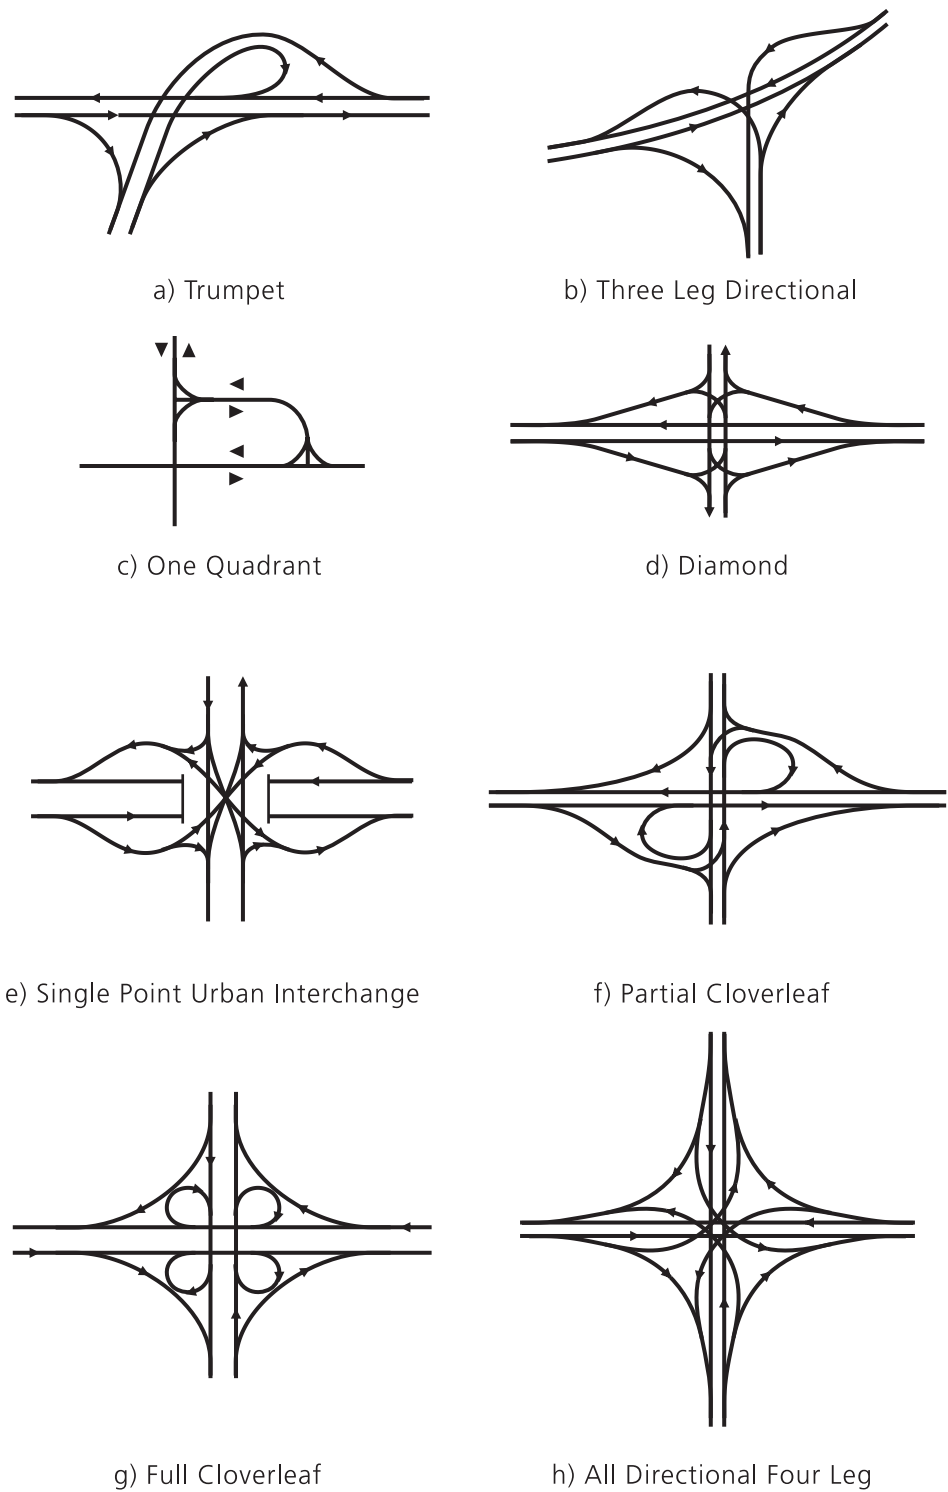 a) Trumpet
b) Three Leg Directional
c) One Quadrant
d) Diamond
e) Single Point Urban Interchange
f) Partial Cloverleaf
g) Full Cloverleaf
h) All Directional Four Leg